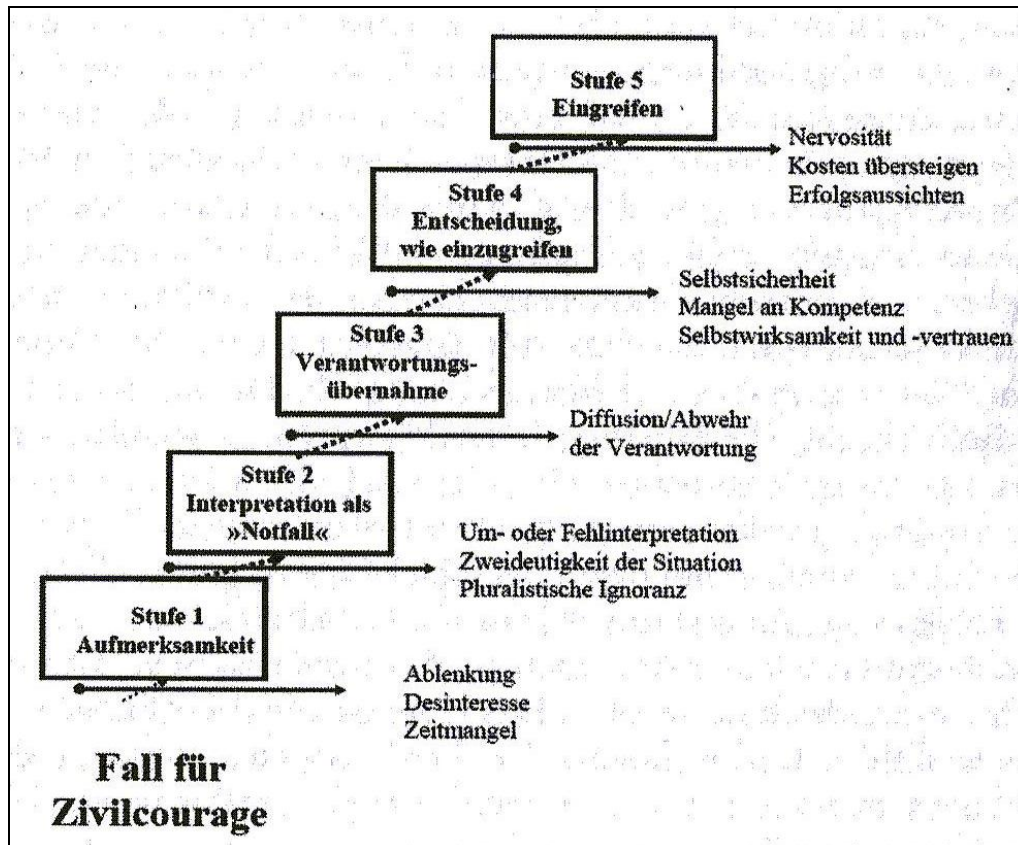 Stufe 5
Eingreifen
Nervosität
Kosten übersteigen
Erfolgsaussichten
Stufe 4
Entscheidung,
wie einzugreifen
Selbstsicherheit
Mangel an Kompetenz
Selbstwirksamkeit und -vertrauen
Stufe 3
Verantwortungs-
übernahme
Diffusion/Abwehr
der Verantwortung
Stufe 2
Interpretation als
»Notfall«
Um- oder Fehlinterpretation
Zweideutigkeit der Situation
Pluralistische Ignoranz
Stufe 1
Aufmerksamkeit
Ablenkung
Desinteresse
Zeitmangel
Fall für
Zivilcourage